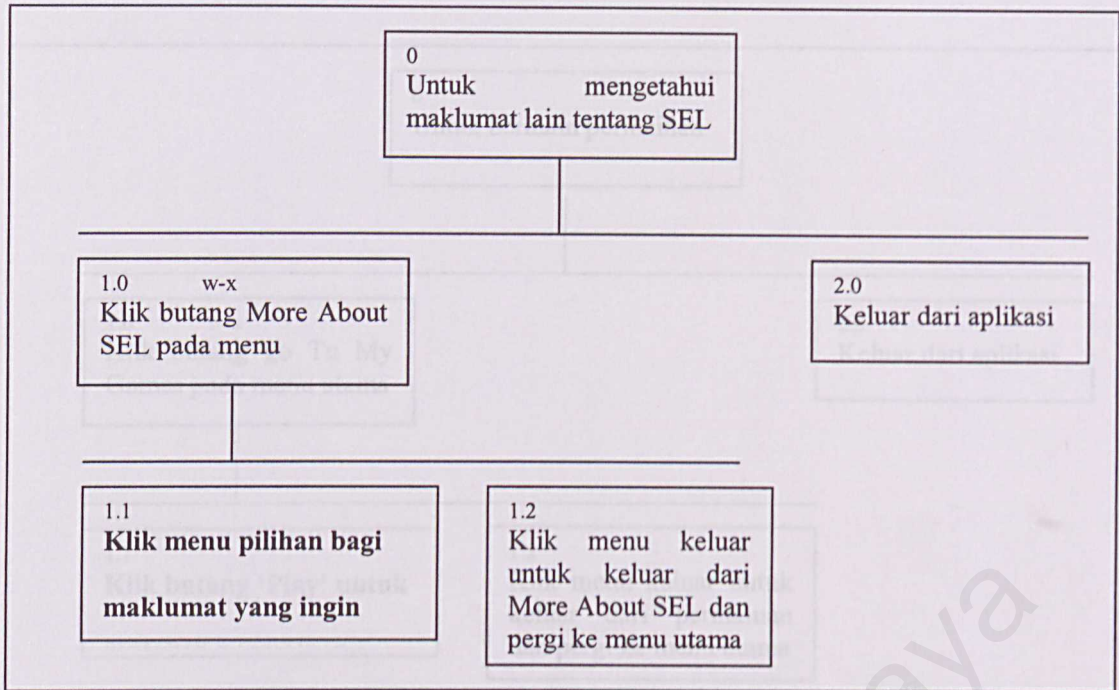 0
Untuk mengetahui
maklumat lain tentang SEL
1.0 w-x
Klik butang More About
SEL pada menu
2.0
Keluar dari aplikasi
1.1
Klik menu pilihan bagi
maklumat yang ingin
1.2
Klik menu keluar
untuk keluar dari
More About SEL dan
pergi ke menu utama